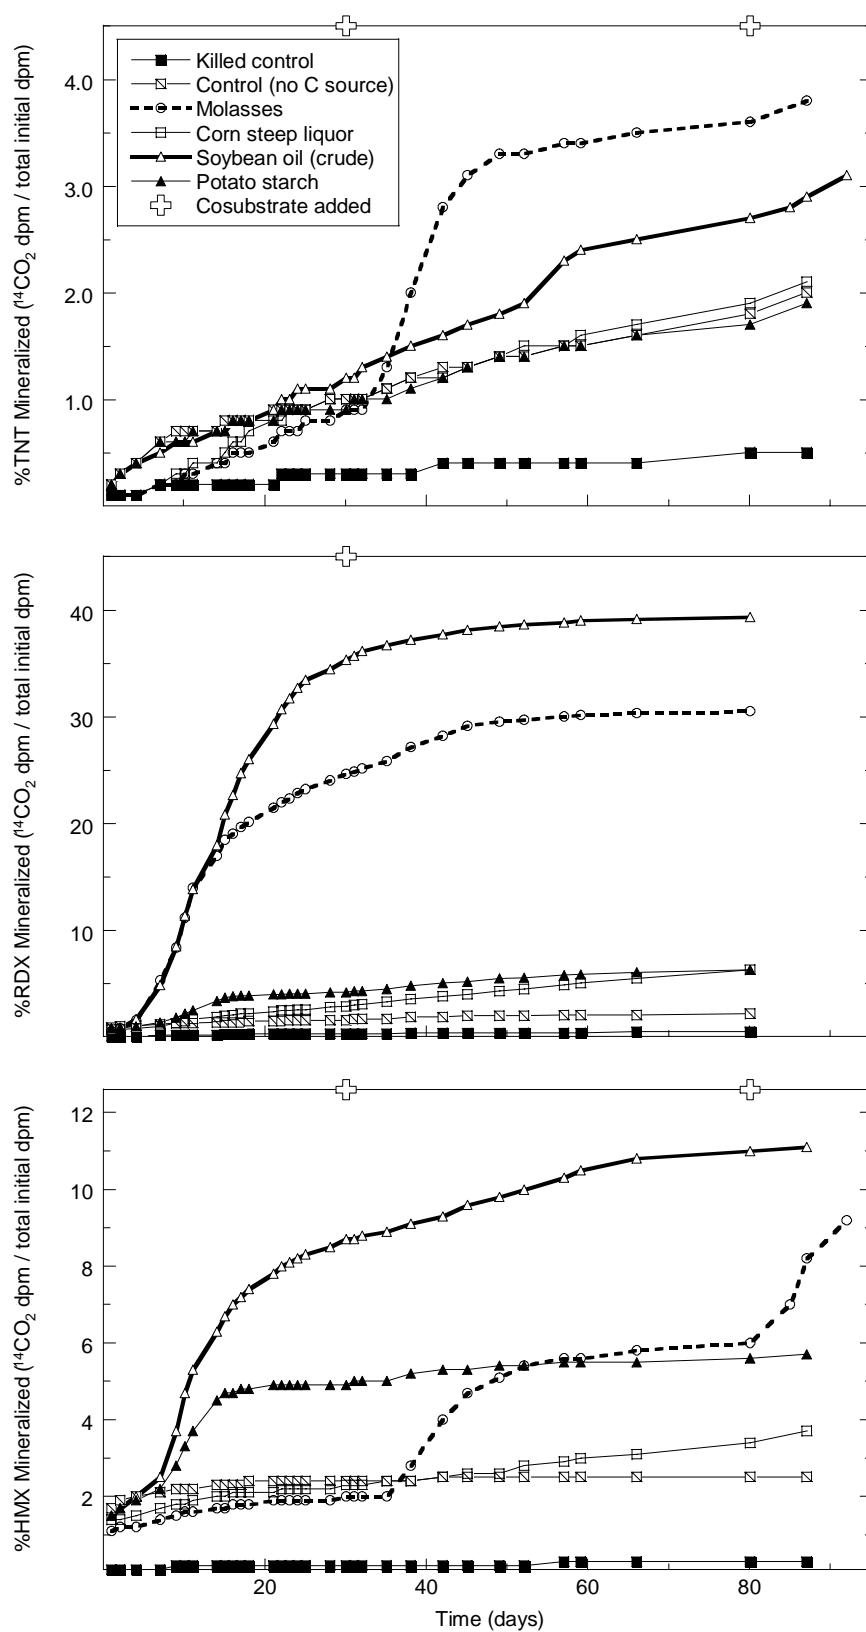 Killed control
Control (no C source)
Molasses
Corn steep liquor
Soybean oil (crude)
Potato starch
Cosubstrate added
%TNT Mineralized (¹⁴CO₂ dpm / total initial dpm)
4.0
3.0
2.0
1.0
%RDX Mineralized (¹⁴CO₂ dpm / total initial dpm)
40
30
20
10
%HMX Mineralized (¹⁴CO₂ dpm / total initial dpm)
12
10
8
6
4
2
20 40 60 80
Time (days)